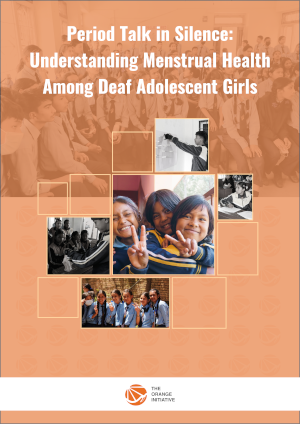 Period Talk in Silence:
Understanding Menstrual Health
Among Deaf Adolescent Girls
THE
ORANGE
INITIATIVE